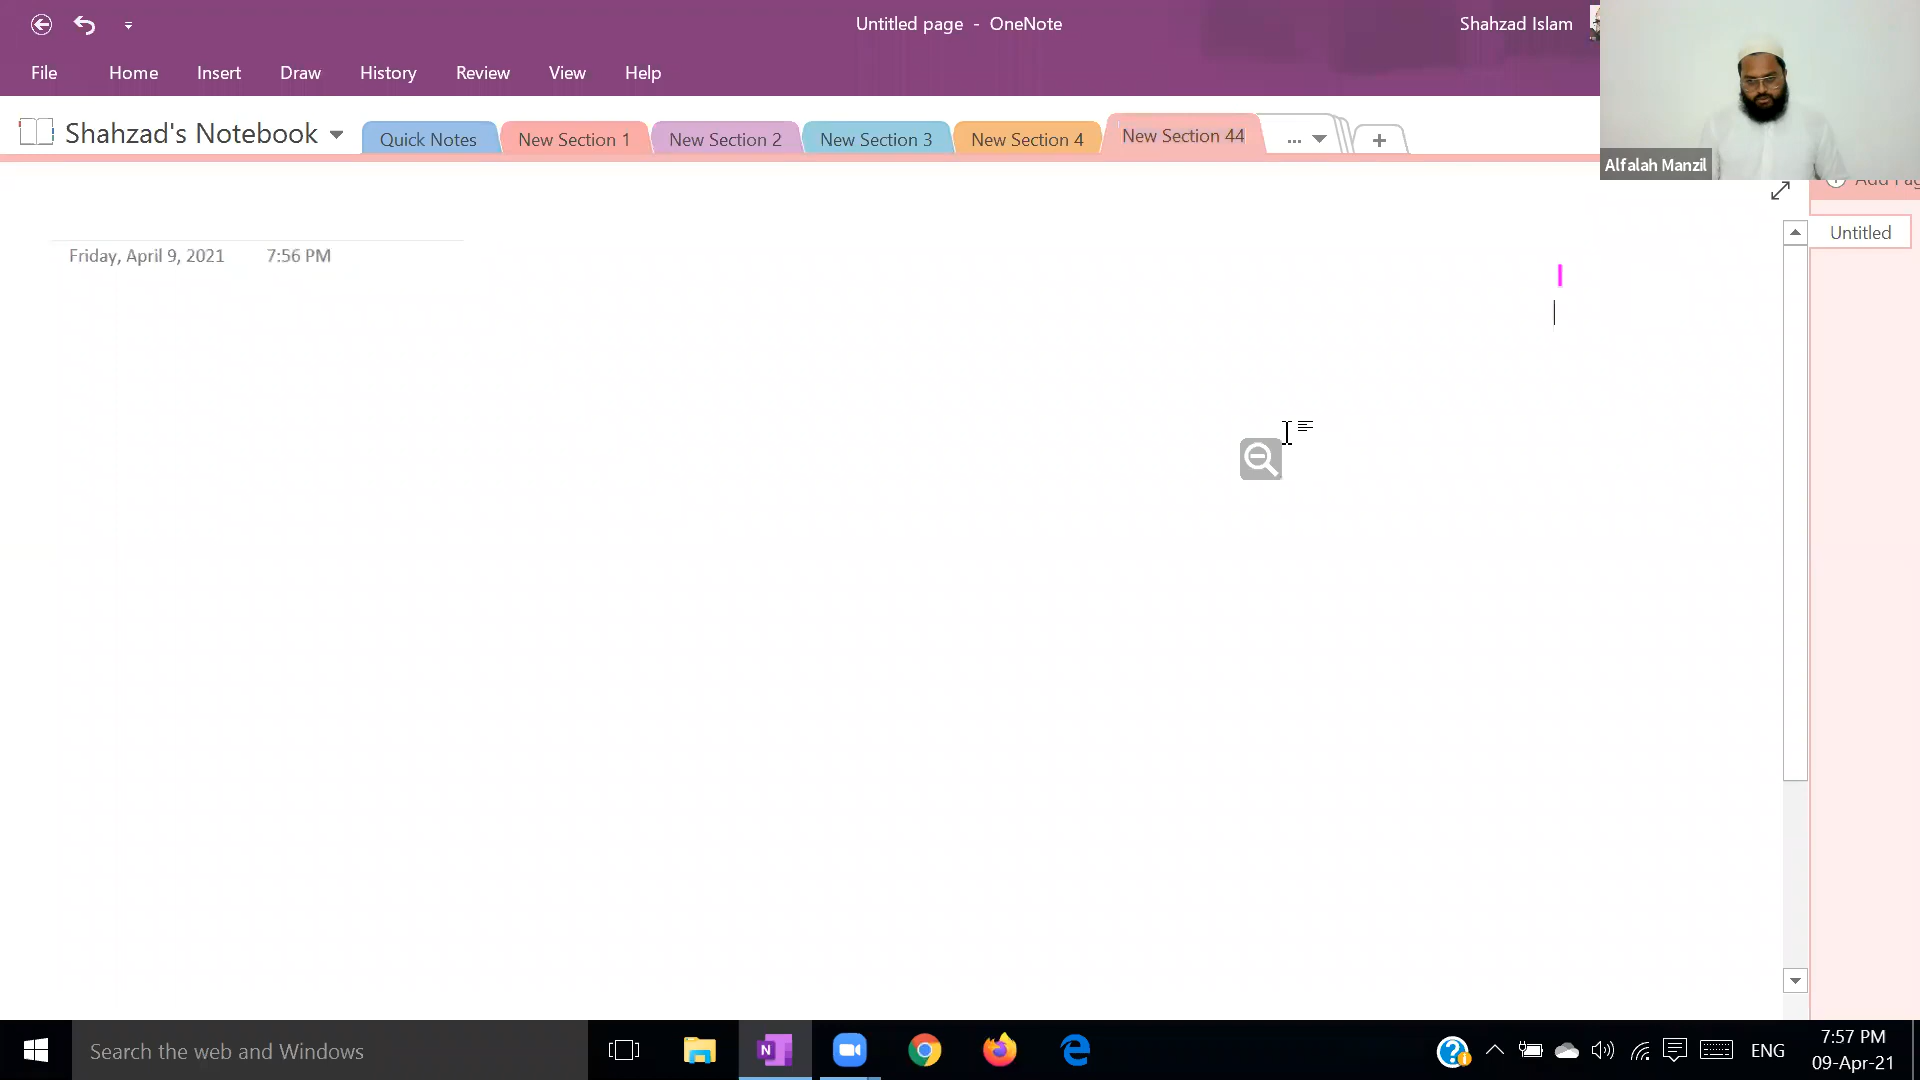 Untitled page - OneNote
Shahzad Islam
File Home Insert Draw History Review View Help
Shahzad's Notebook
Quick Notes New Section 1 New Section 2 New Section 3 New Section 4 New Section 44 ...
Alfalah Manzil
Add Pag
Untitled
Friday, April 9, 2021 7:56 PM
Search the web and Windows
ENG
7:57 PM
09-Apr-21